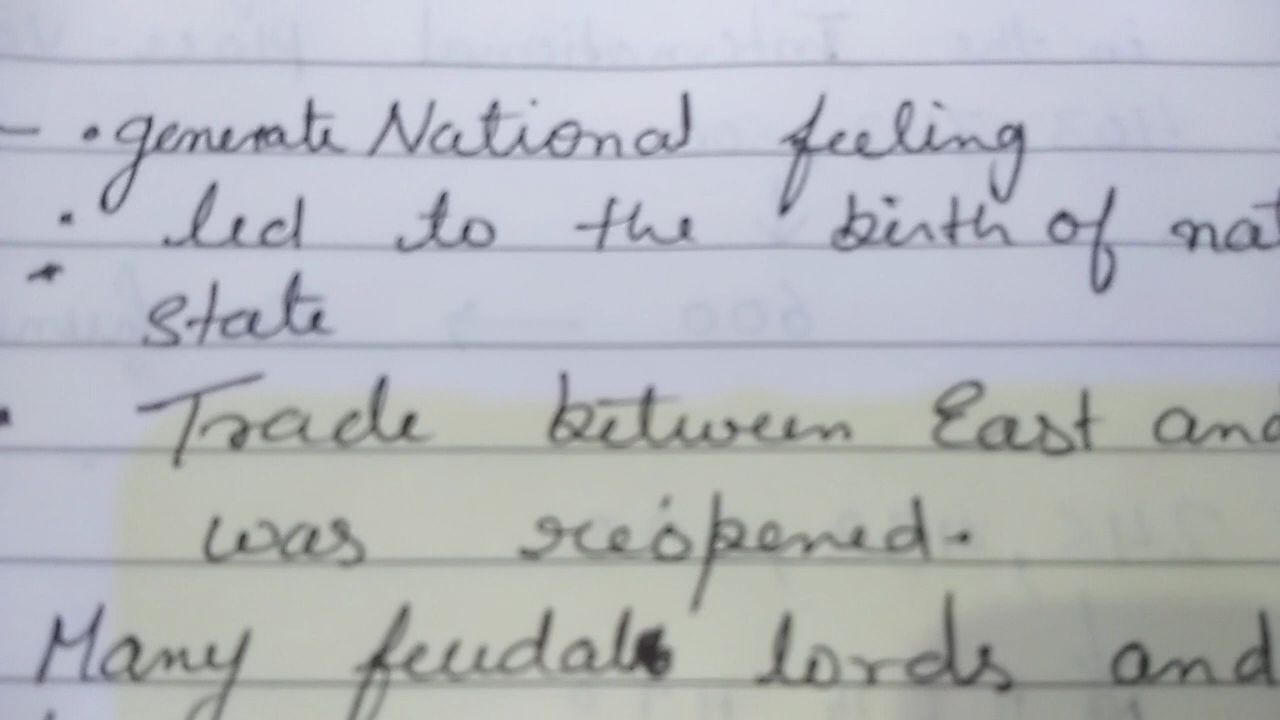 - • generate National feeling
• led to the birth of nat
State
• Trade between East and
was reopened.
Many feudal lords and